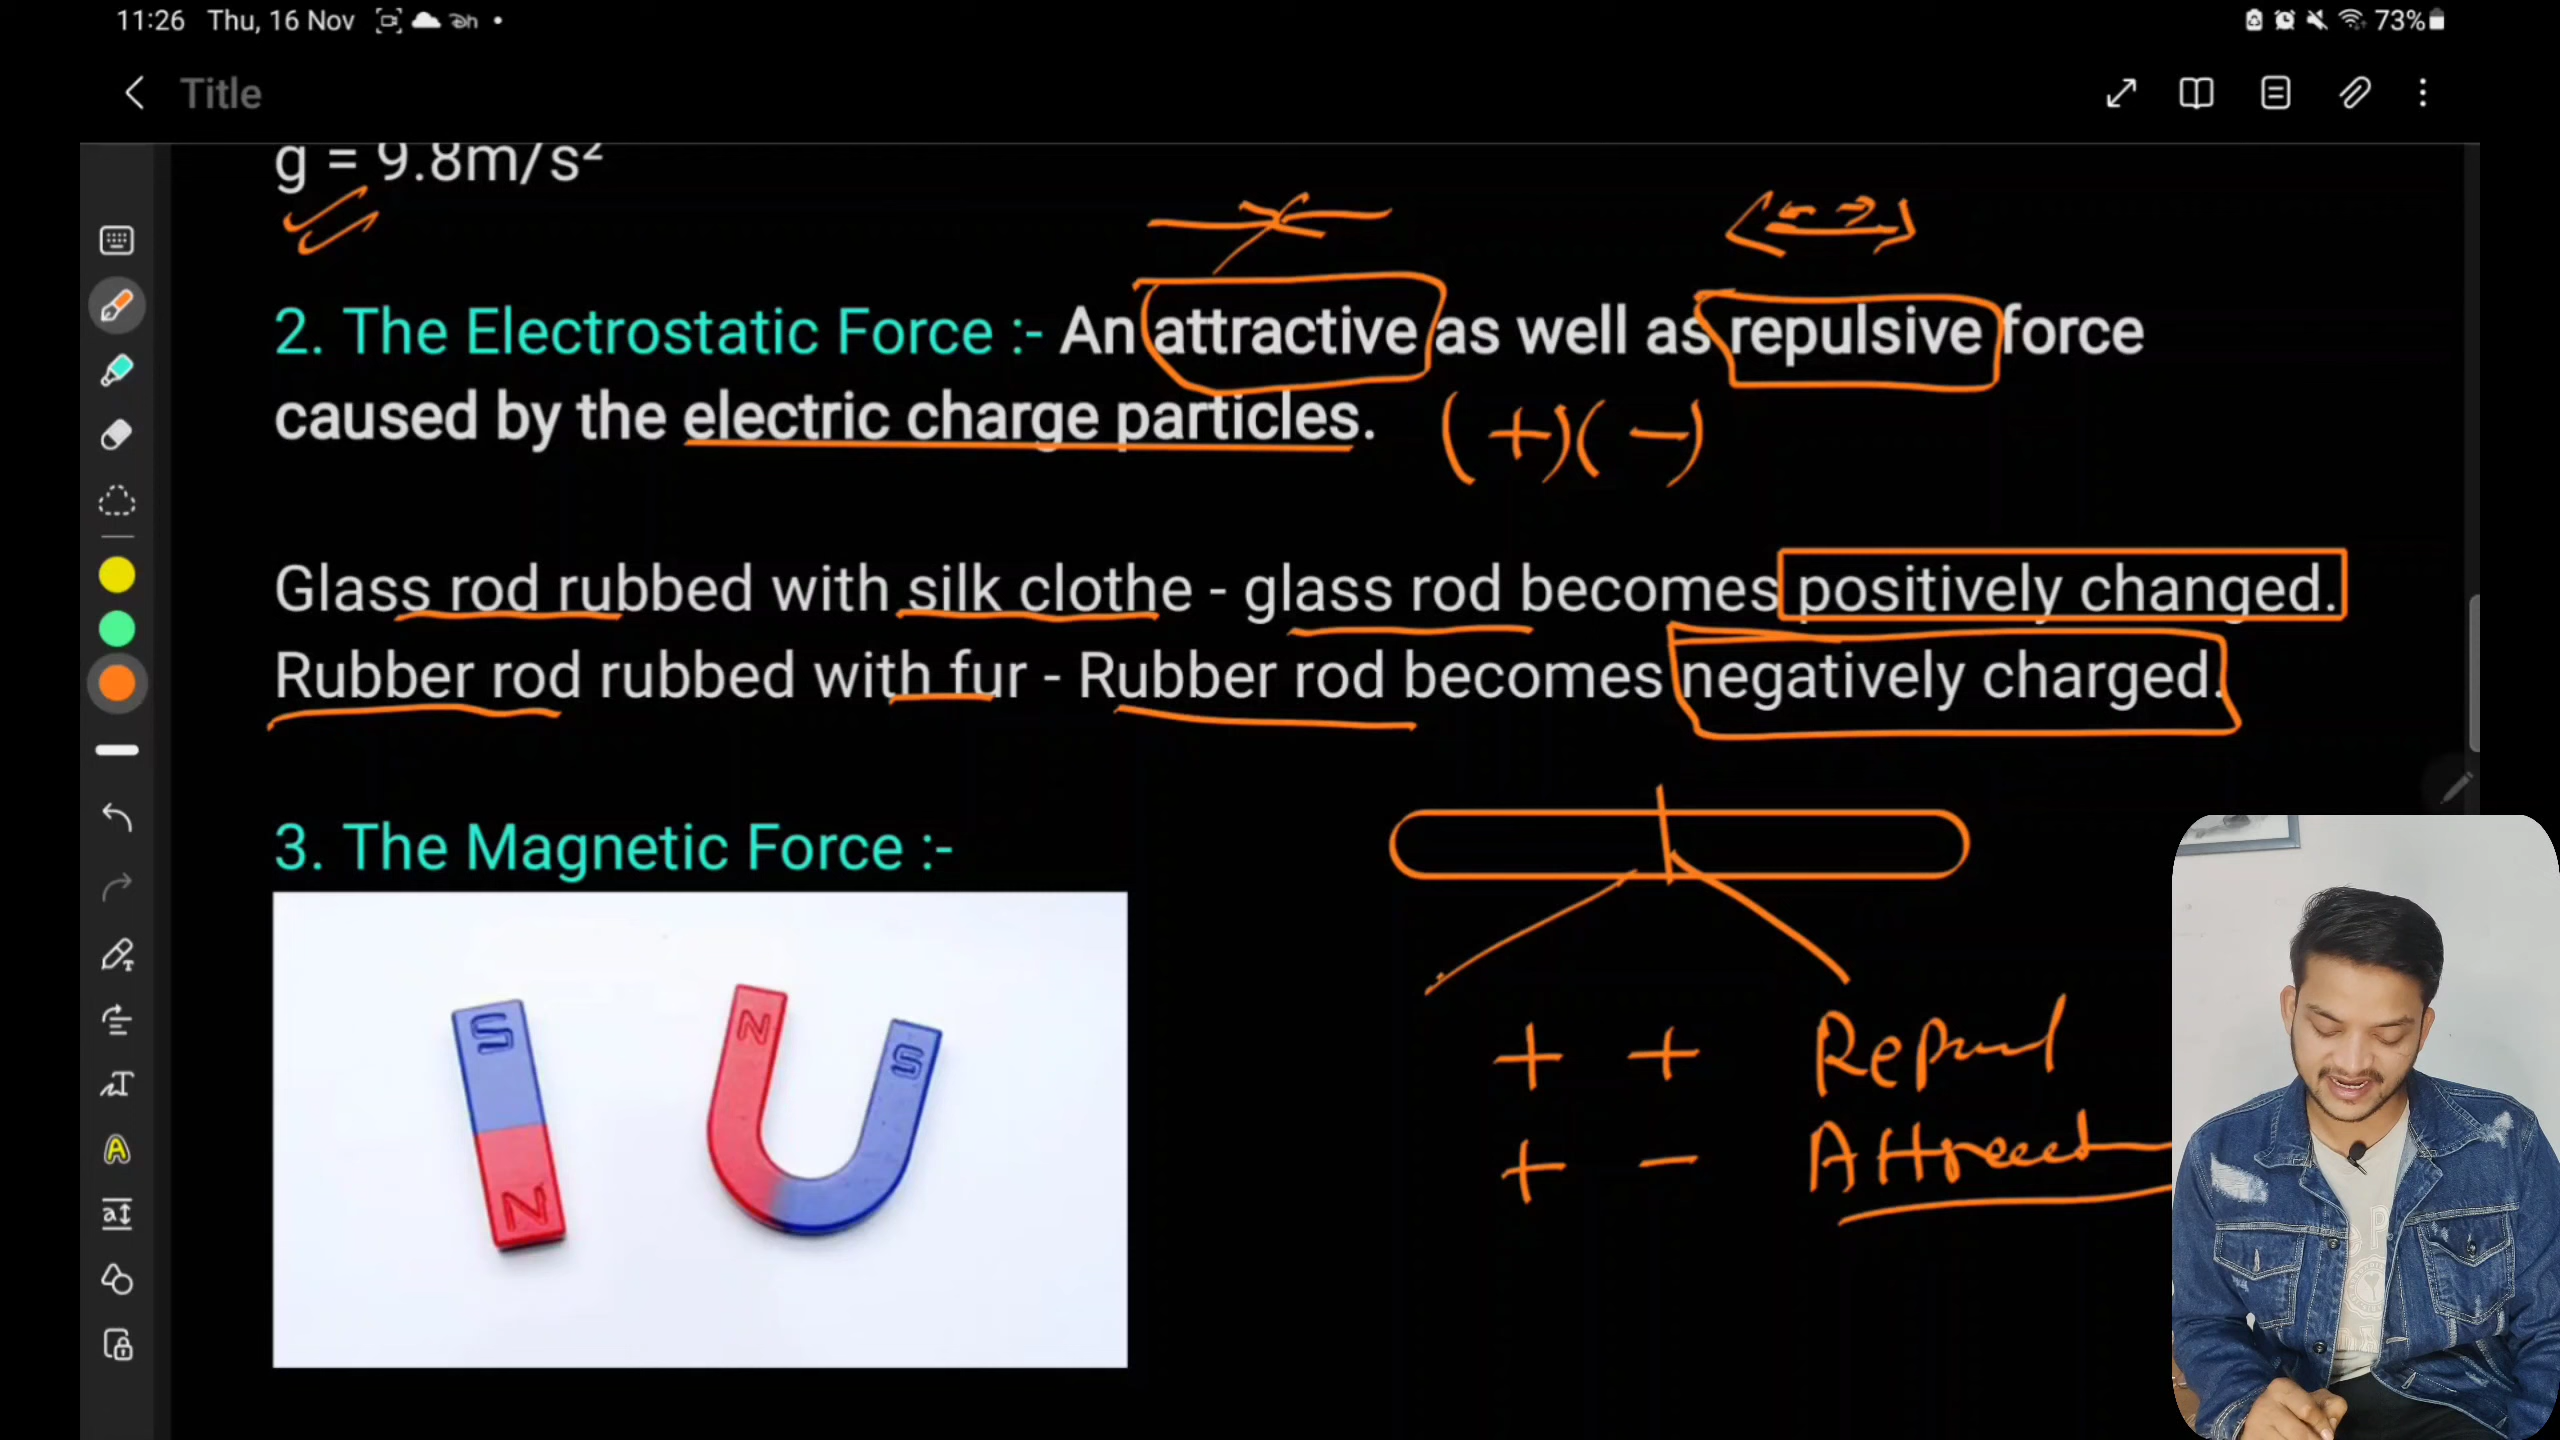 11:26 Thu, 16 Nov 73%
Title
g = 9.8m/s²
2. The Electrostatic Force :- An attractive as well as repulsive force
caused by the electric charge particles. (+)(-)
Glass rod rubbed with silk clothe - glass rod becomes positively changed.
Rubber rod rubbed with fur - Rubber rod becomes negatively charged.
3. The Magnetic Force :-
S
N
N
S
+ +
+ -